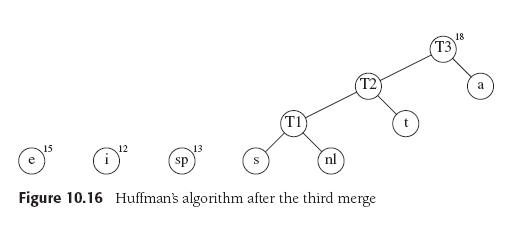 T3 18
T2 a
T1 t
e 15 i 12 sp 13 s nl
Figure 10.16 Huffman's algorithm after the third merge